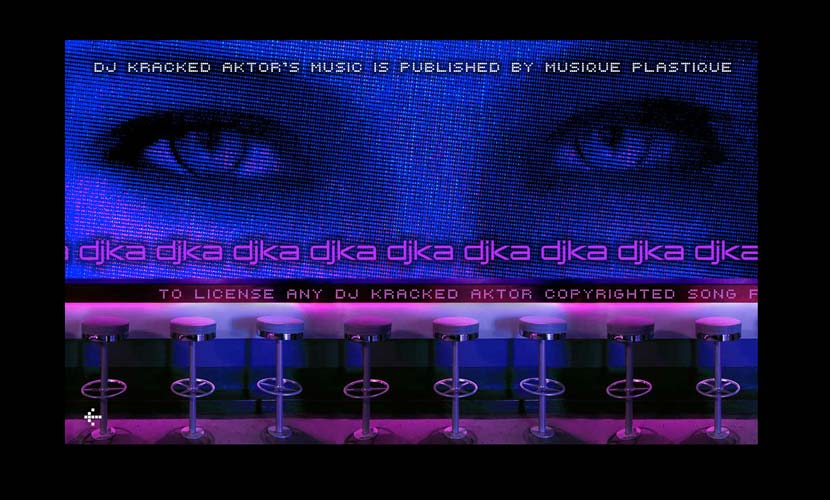 DJ KRACKED AKTOR'S MUSIC IS PUBLISHED BY MUSIQUE PLASTIQUE
a djka djka djka djka djka djka djka djka djka
TO LICENSE ANY DJ KRACKED AKTOR COPYRIGHTED SONG